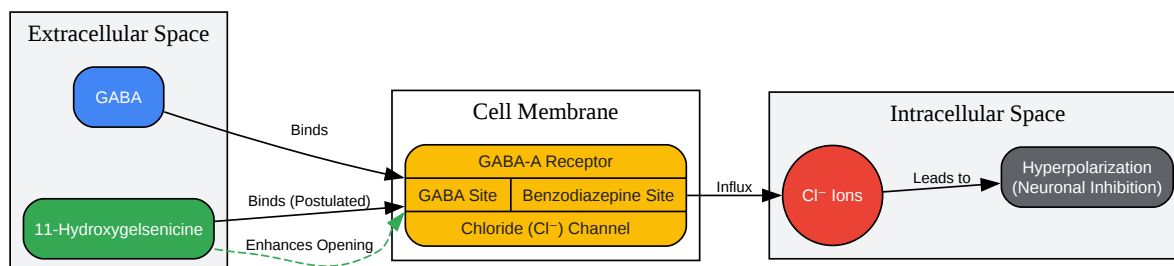 Extracellular Space
GABA
11-Hydroxygelsenicine
Binds
Binds (Postulated)
Enhances Opening
Cell Membrane
GABA-A Receptor
GABA Site
Benzodiazepine Site
Chloride (Cl⁻) Channel
Influx
Intracellular Space
Cl⁻ Ions
Leads to
Hyperpolarization
(Neuronal Inhibition)